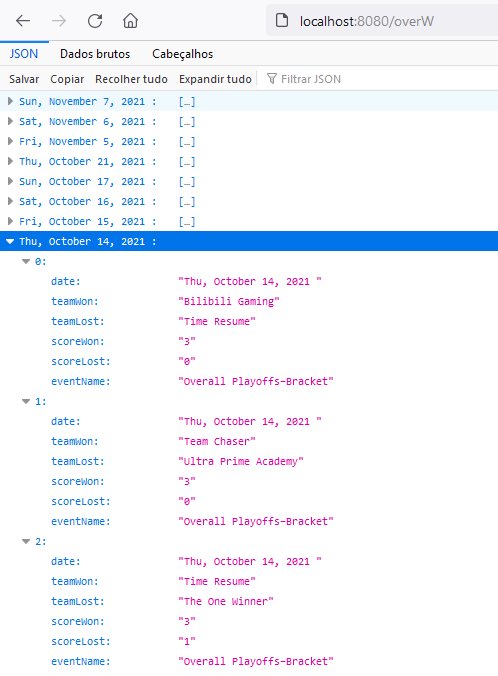 localhost:8080/overW
JSON Dados brutos Cabeçalhos
Salvar Copiar Recolher tudo Expandir tudo Filtrar JSON
Sun, November 7, 2021 : […]
Sat, November 6, 2021 : […]
Fri, November 5, 2021 : […]
Thu, October 21, 2021 : […]
Sun, October 17, 2021 : […]
Sat, October 16, 2021 : […]
Fri, October 15, 2021 : […]
Thu, October 14, 2021 :
0:
date: "Thu, October 14, 2021 "
teamWon: "Bilibili Gaming"
teamLost: "Time Resume"
scoreWon: "3"
scoreLost: "0"
eventName: "Overall Playoffs-Bracket"
1:
date: "Thu, October 14, 2021 "
teamWon: "Team Chaser"
teamLost: "Ultra Prime Academy"
scoreWon: "3"
scoreLost: "0"
eventName: "Overall Playoffs-Bracket"
2:
date: "Thu, October 14, 2021 "
teamWon: "Time Resume"
teamLost: "The One Winner"
scoreWon: "3"
scoreLost: "1"
eventName: "Overall Playoffs-Bracket"